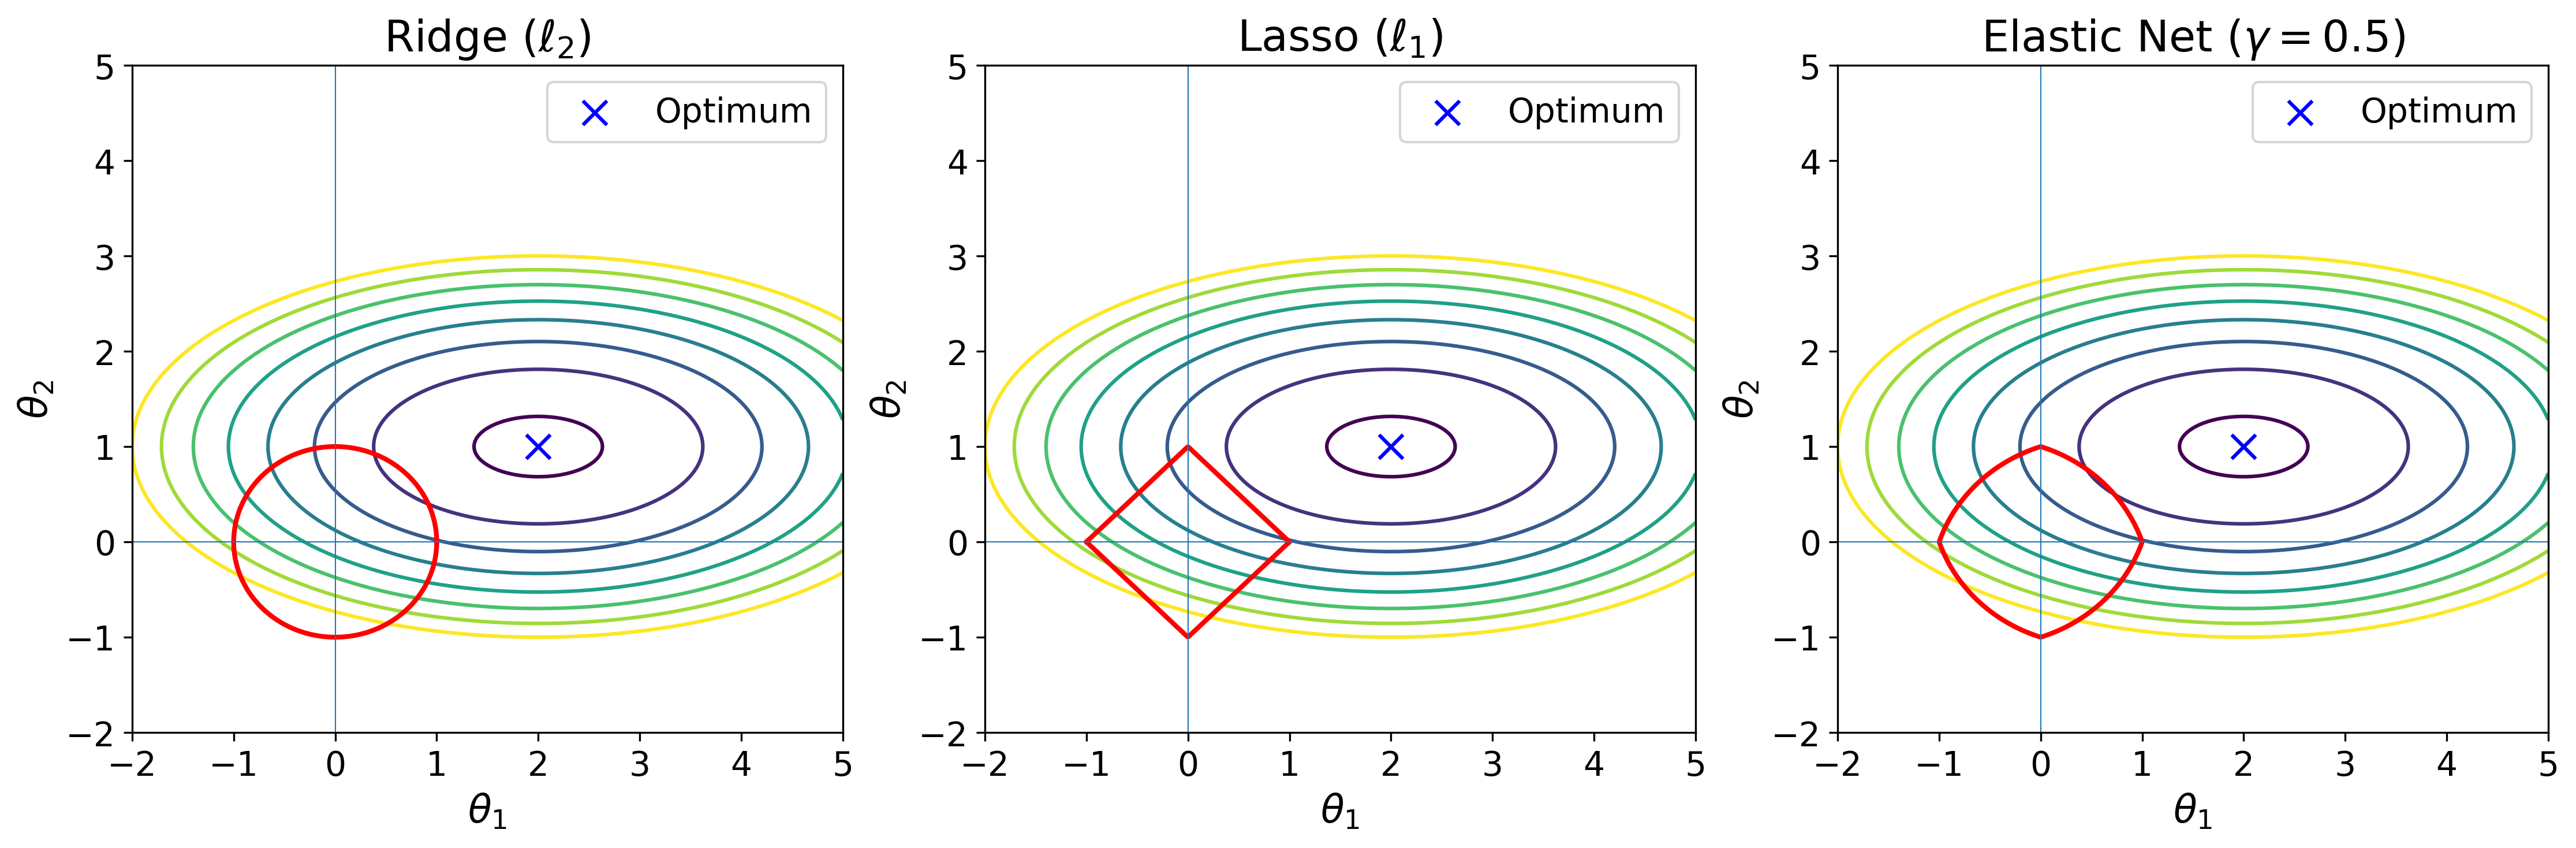 Ridge (ℓ₂)
Optimum
5
4
3
2
1
0
−1
−2
θ₂
−2 −1 0 1 2 3 4 5
θ₁
Lasso (ℓ₁)
Optimum
5
4
3
2
1
0
−1
−2
θ₂
−2 −1 0 1 2 3 4 5
θ₁
Elastic Net (γ = 0.5)
Optimum
5
4
3
2
1
0
−1
−2
θ₂
−2 −1 0 1 2 3 4 5
θ₁